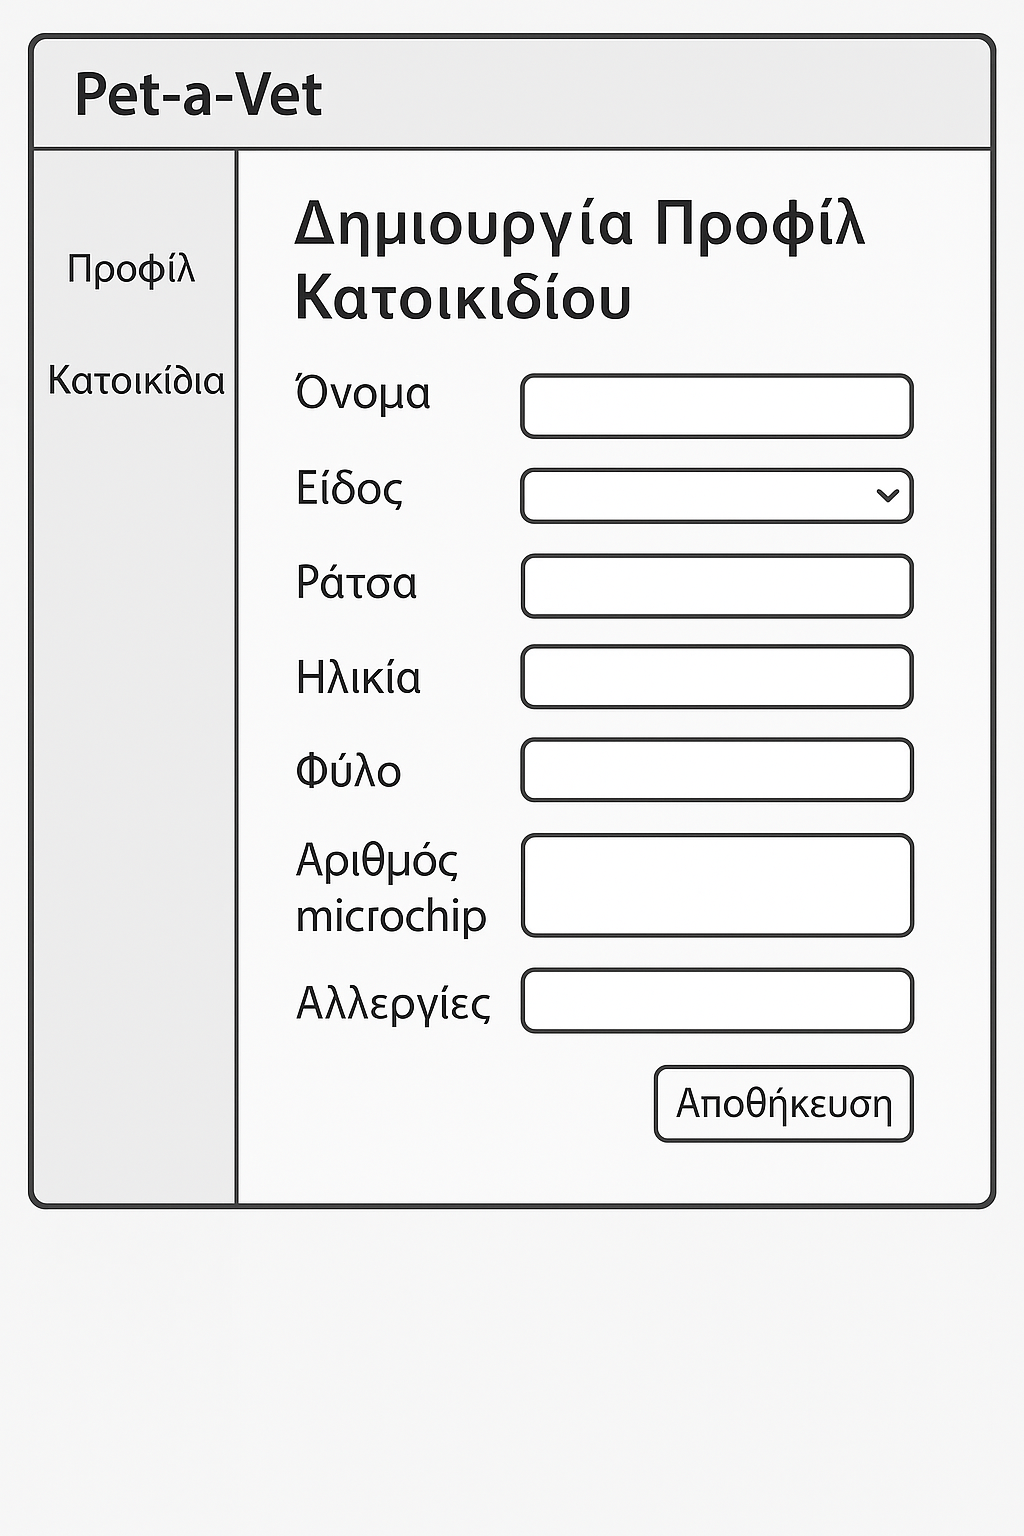 Pet-a-Vet
Προφίλ
Κατοικίδια
Δημιουργία Προφίλ
Κατοικιδίου
Όνομα
Είδος
Ράτσα
Ηλικία
Φύλο
Αριθμός
microchip
Αλλεργίες
Αποθήκευση